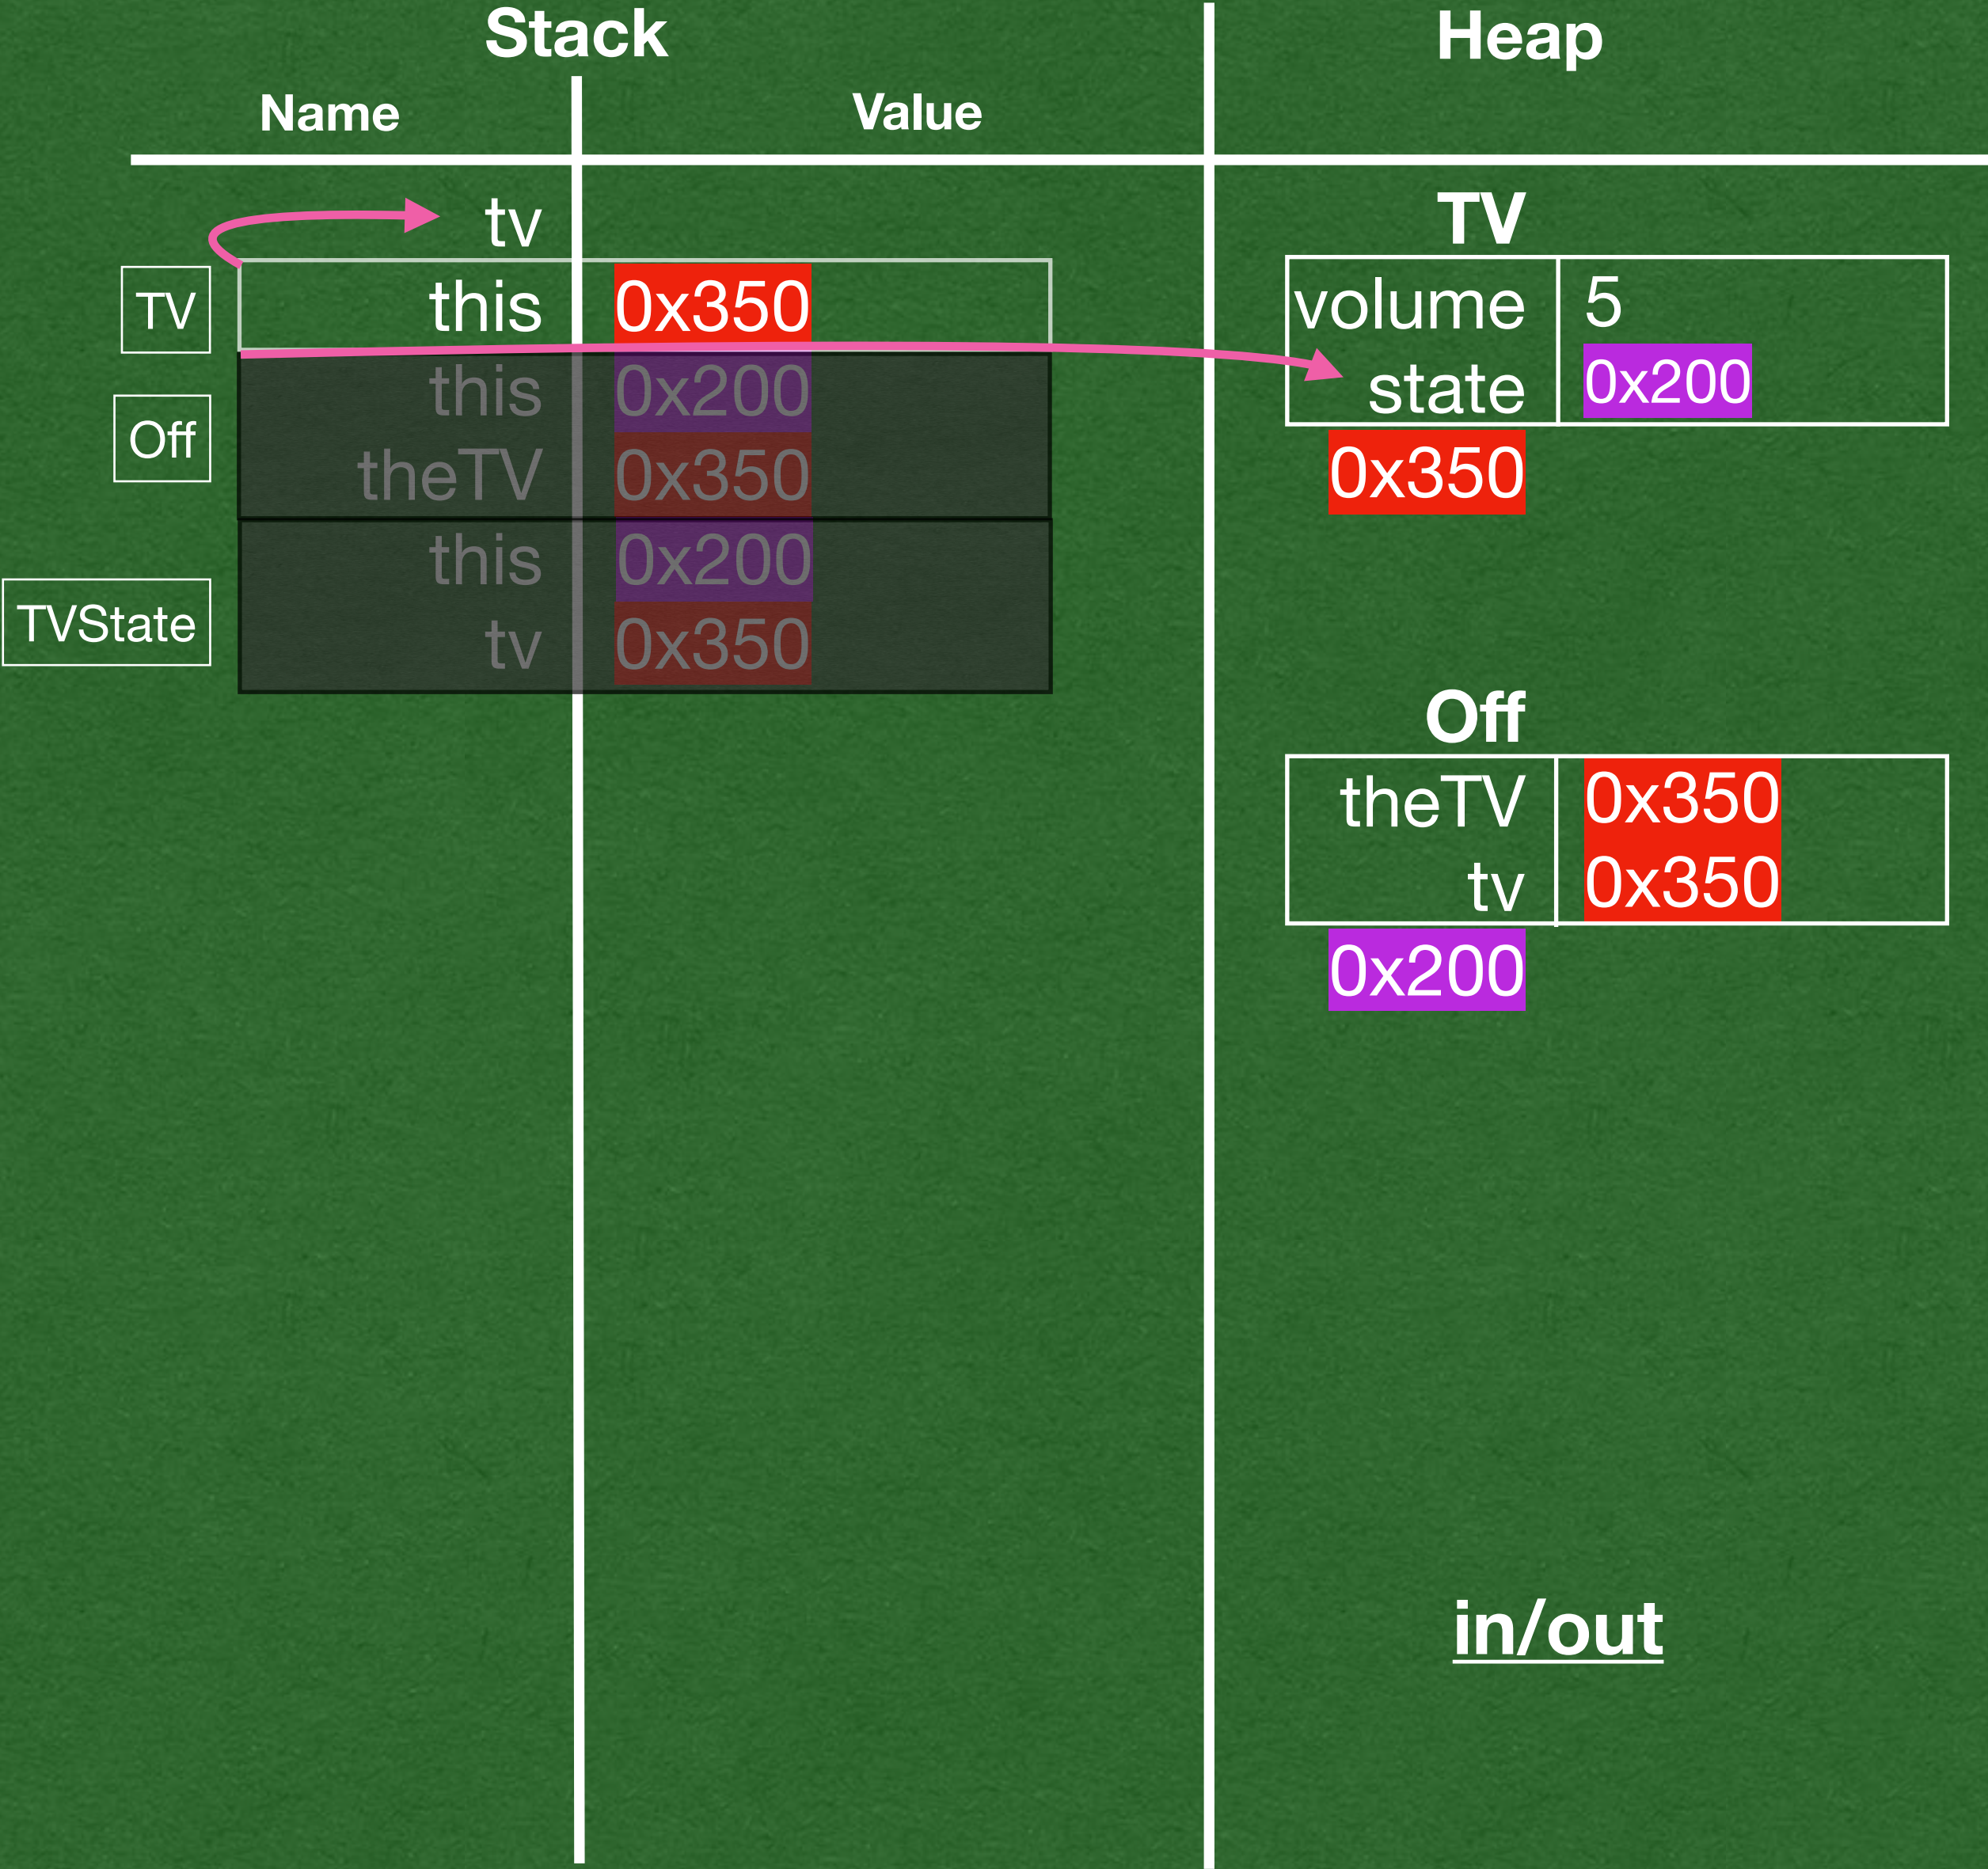 Stack
Heap
Name
Value
tv
TV
this
0x350
Off
this
0x200
theTV
0x350
TVState
this
0x200
tv
0x350
TV
volume
5
state
0x200
0x350
Off
theTV
0x350
tv
0x350
0x200
in/out